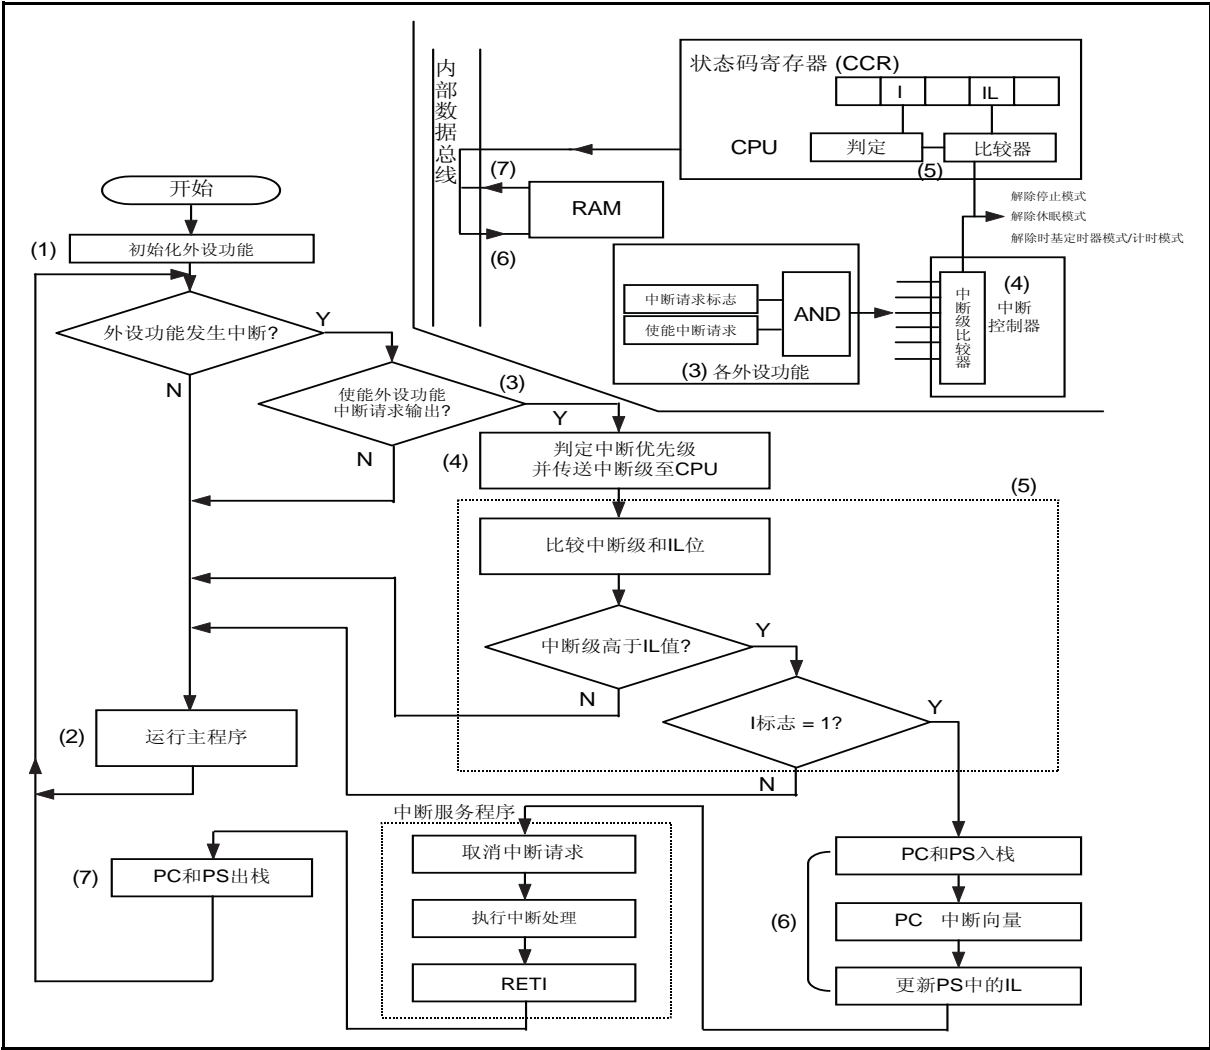 内部数据总线
状态码寄存器 (CCR)
I
IL
CPU
判定
比较器
(5)
(7)
RAM
(6)
解除停止模式
解除休眠模式
解除时基定时器模式/计时模式
中断请求标志
使能中断请求
AND
(3) 各外设功能
中断级比较器
(4)
中断
控制器
开始
(1)
初始化外设功能
外设功能发生中断?
Y
N
使能外设功能
中断请求输出?
(3)
Y
N
(4)
判定中断优先级
并传送中断级至CPU
(5)
比较中断级和IL位
中断级高于IL值?
Y
N
I标志 = 1?
Y
N
(2)
运行主程序
中断服务程序
取消中断请求
执行中断处理
RETI
(7)
PC和PS出栈
PC和PS入栈
(6)
PC 中断向量
更新PS中的IL